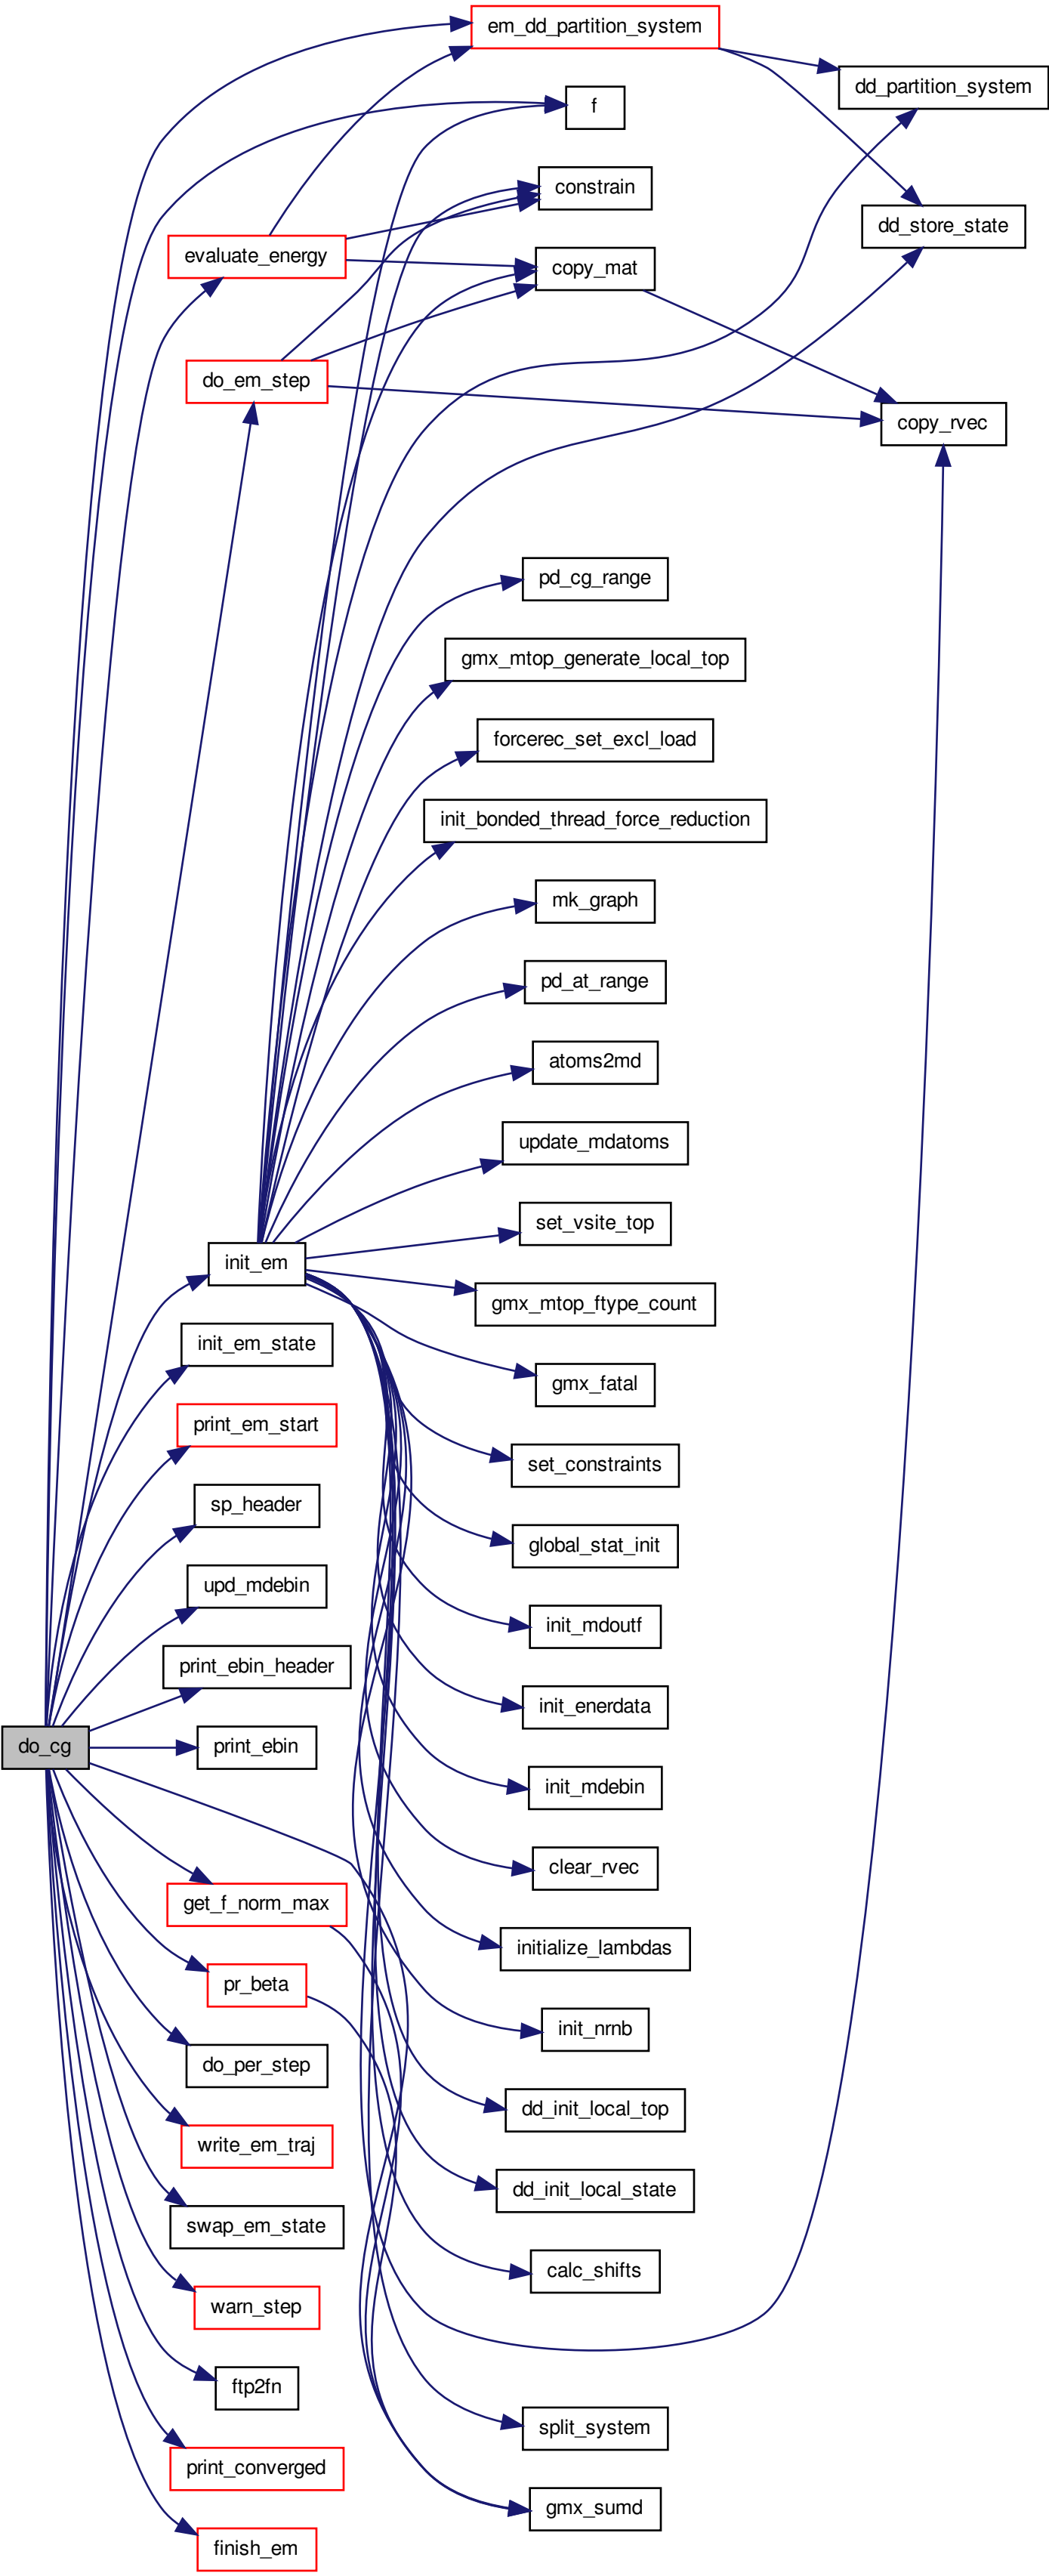 em_dd_partition_system
dd_partition_system
f
constrain
dd_store_state
evaluate_energy
copy_mat
do_em_step
copy_rvec
pd_cg_range
gmx_mtop_generate_local_top
forcerec_set_excl_load
init_bonded_thread_force_reduction
mk_graph
pd_at_range
atoms2md
update_mdatoms
set_vsite_top
init_em
gmx_mtop_ftype_count
init_em_state
gmx_fatal
print_em_start
set_constraints
sp_header
global_stat_init
upd_mdebin
init_mdoutf
print_ebin_header
init_enerdata
do_cg
print_ebin
init_mdebin
clear_rvec
get_f_norm_max
initialize_lambdas
pr_beta
init_nrnb
do_per_step
dd_init_local_top
write_em_traj
dd_init_local_state
swap_em_state
calc_shifts
warn_step
ftp2fn
split_system
print_converged
gmx_sumd
finish_em